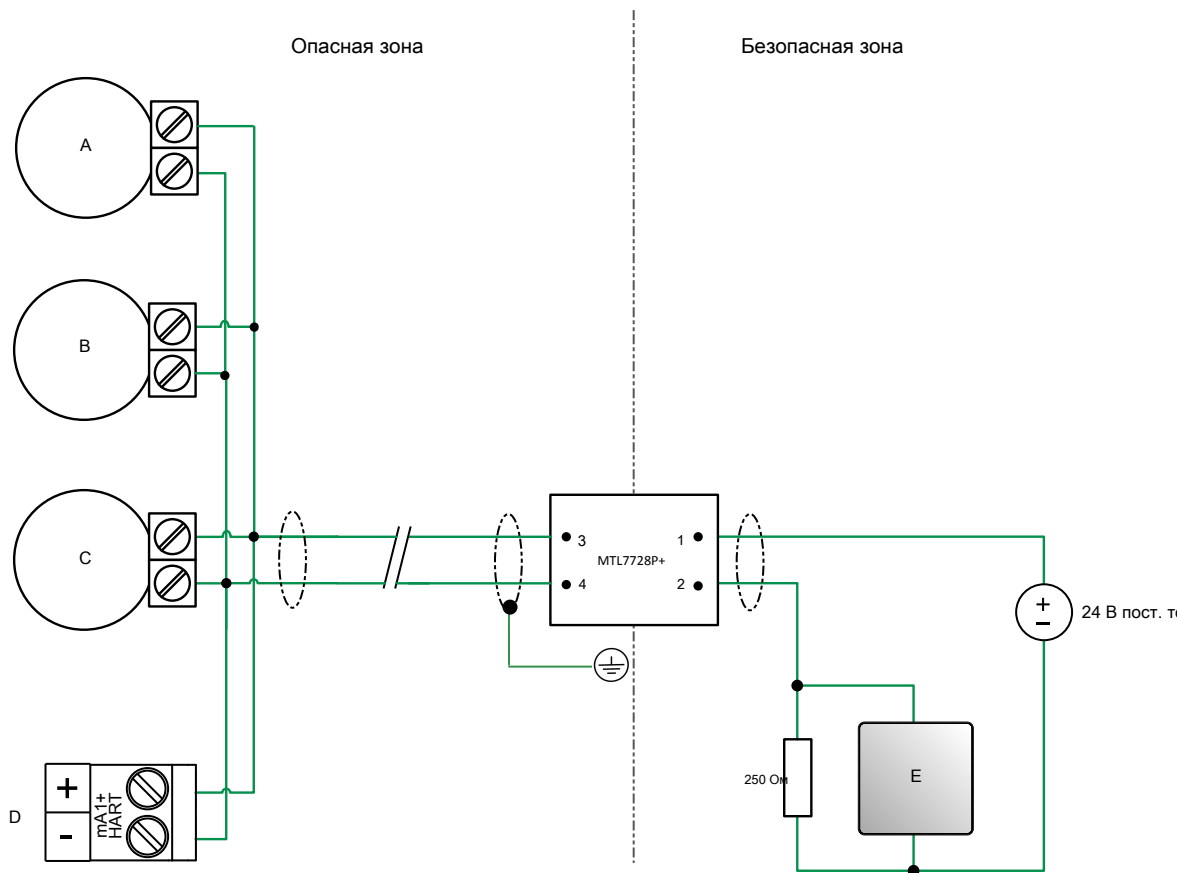 Опасная зона
Безопасная зона
A
B
C
3
4
MTL7728P+
1
2
+
-
24 В пост.
250 Ом
E
D
+
-
mA1+
HART